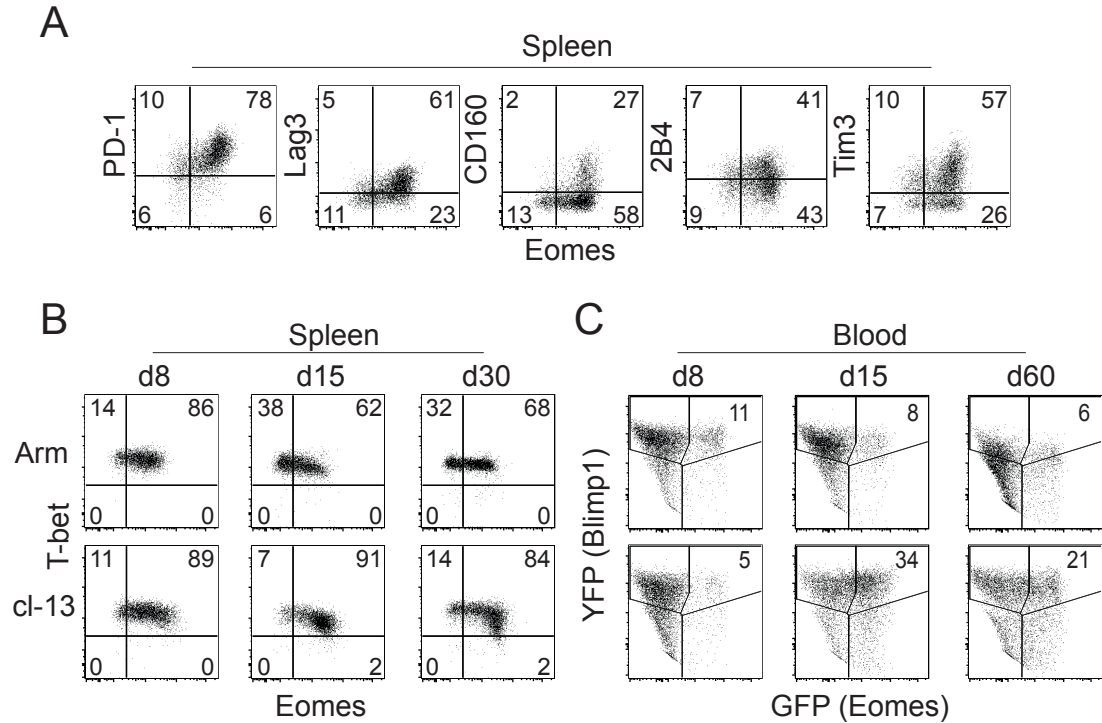 A
Spleen
PD-1 10 78 6 6
Lag3 5 61 11 23
CD160 2 27 13 58
2B4 7 41 9 43
Tim3 10 57 7 26
Eomes
B
Spleen
d8 d15 d30
Arm
14 86 0 0
38 62 0 0
32 68 0 0
T-bet
cl-13
11 89 0 0
7 91 0 2
14 84 0 2
Eomes
C
Blood
d8 d15 d60
11 8 6
YFP (Blimp1)
5 34 21
GFP (Eomes)